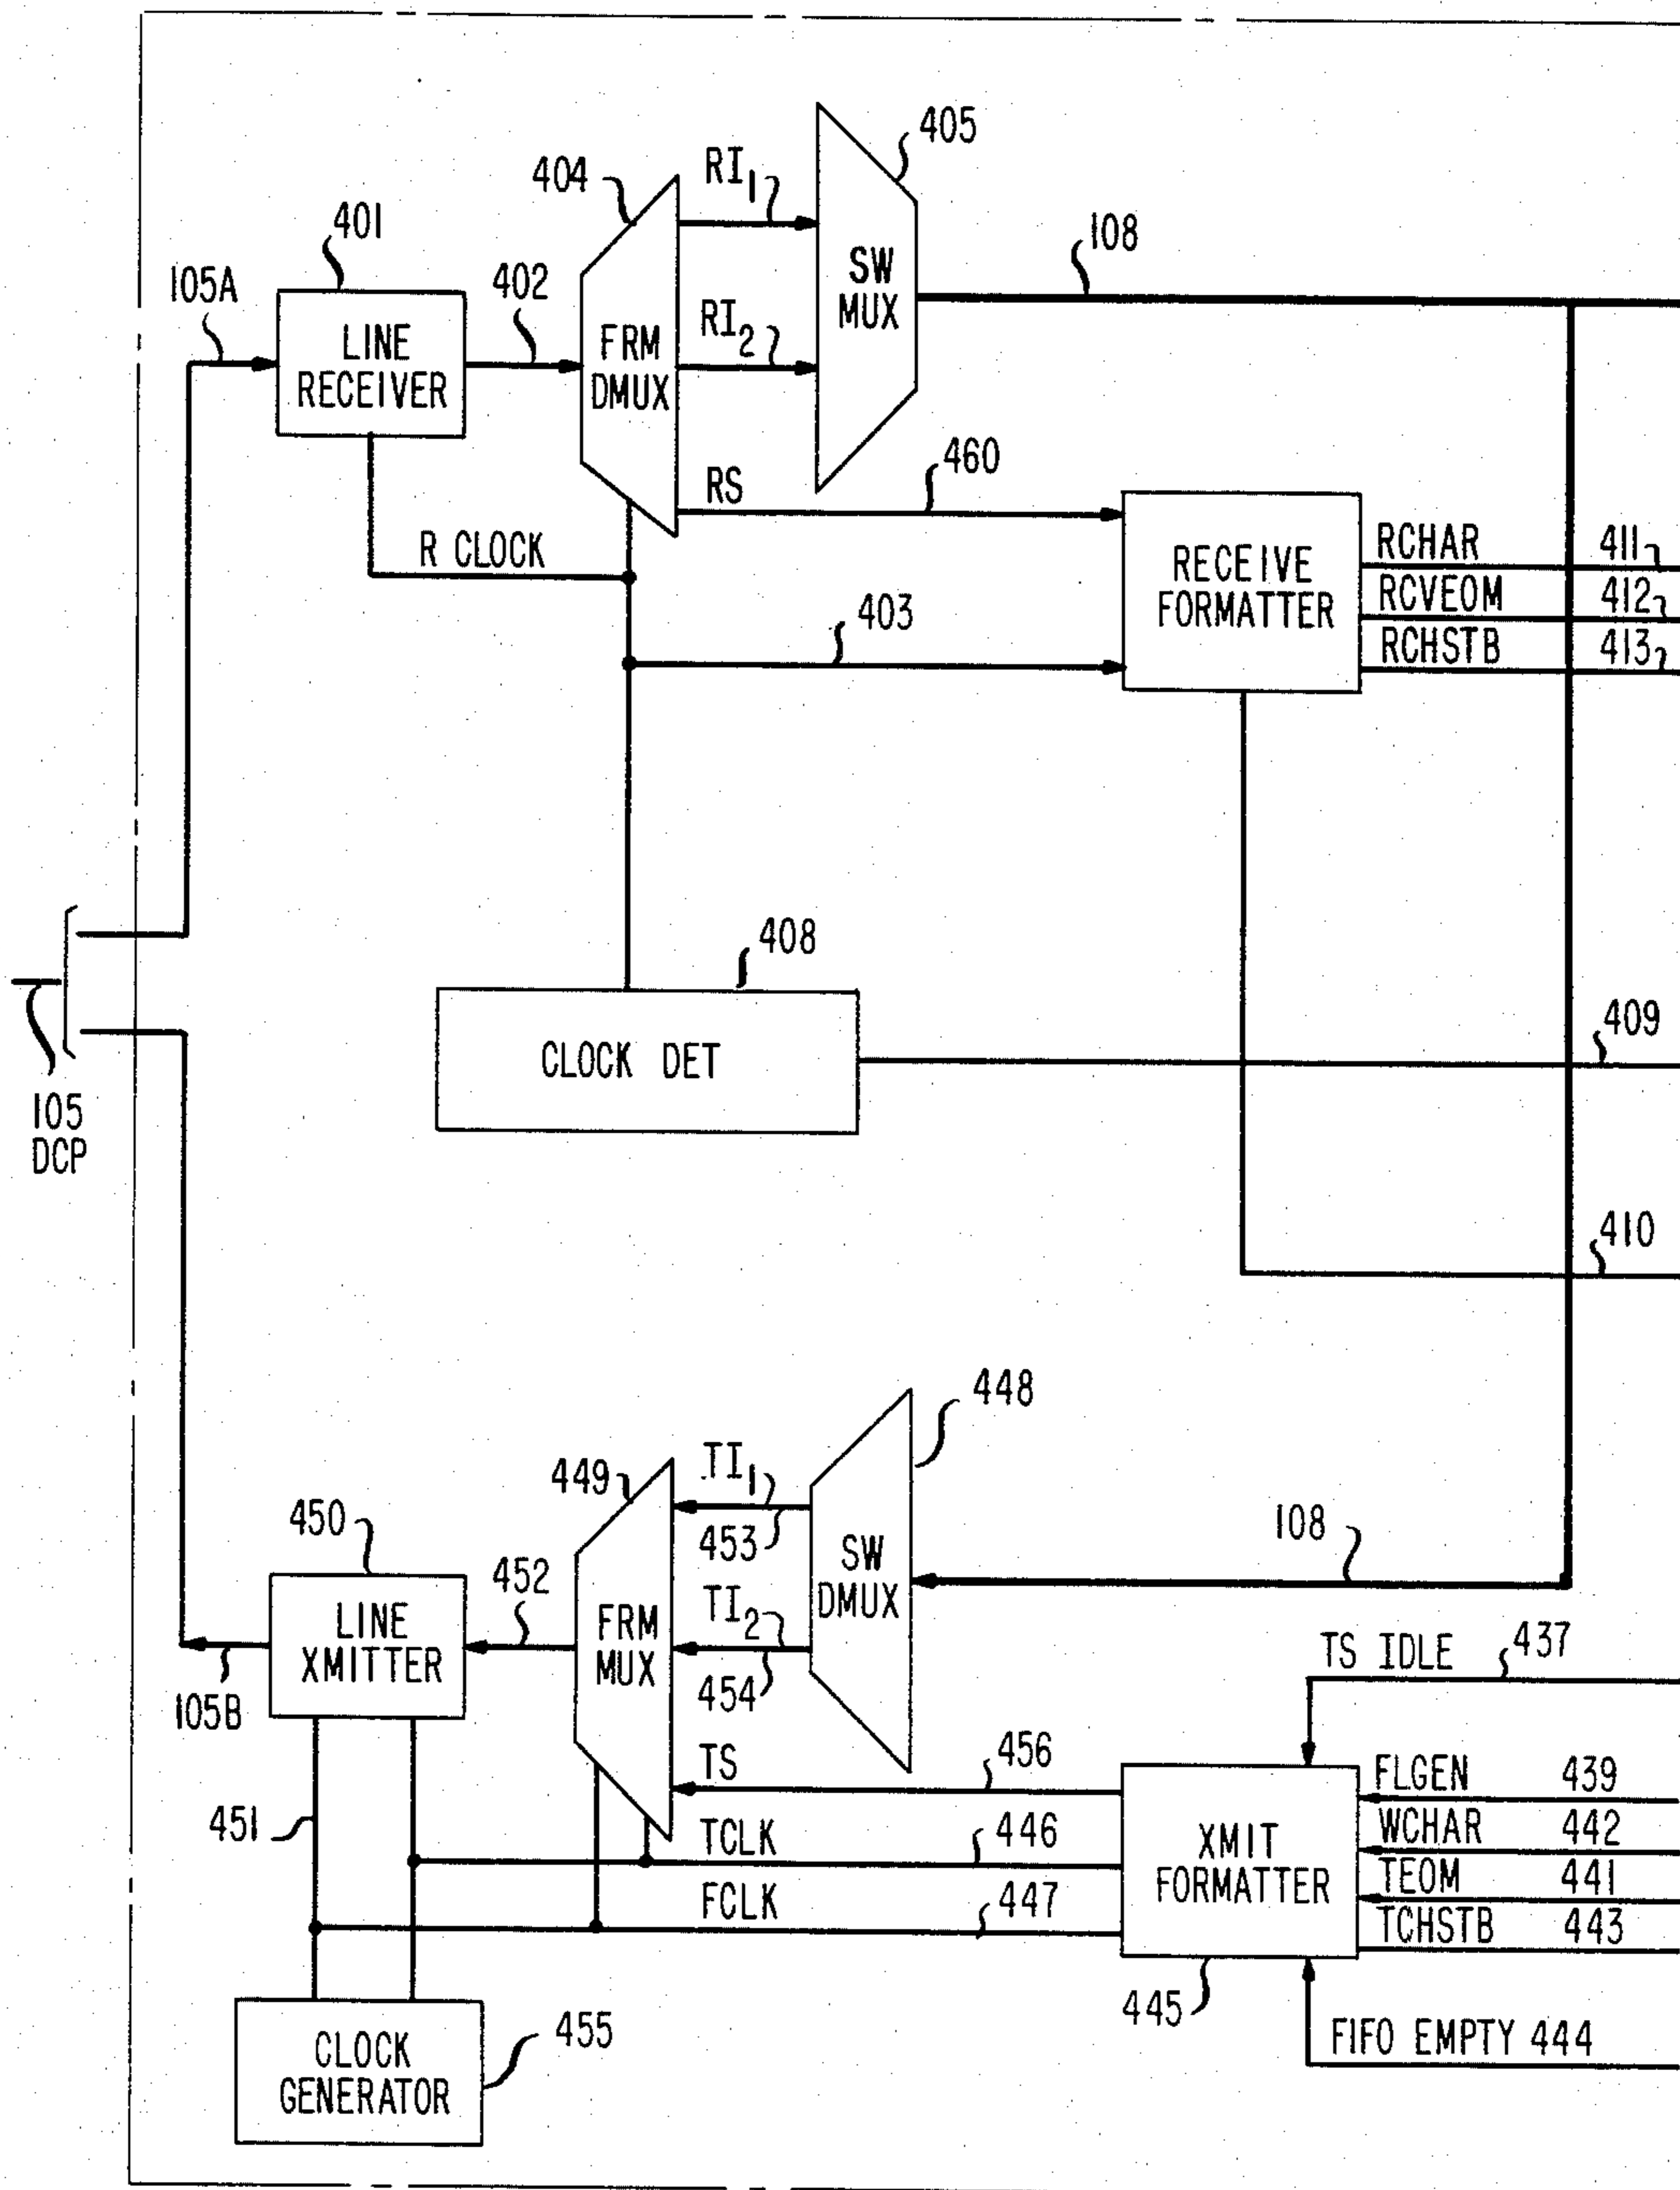 405
404
RI1
401
108
SW
MUX
105A
402
RI2
LINE
RECEIVER
FRM
DMUX
460
RS
R CLOCK
RCHAR 411
RECEIVE
FORMATTER
RCVEOM 412
403
RCHSTB 413
408
409
CLOCK DET
105
DCP
410
448
449
TI1
450
453
108
452
SW
DMUX
LINE
XMITTER
FRM
MUX
TI2
TS IDLE 437
454
105B
TS
456
FLGEN 439
451
TCLK
446
WCHAR 442
XMIT
FORMATTER
TEOM 441
FCLK
447
TCHSTB 443
445
455
CLOCK
GENERATOR
FIFO EMPTY 444